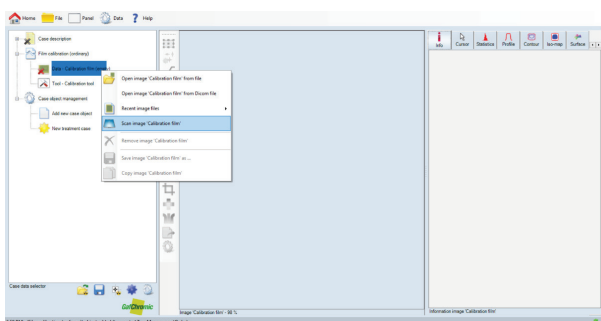 Home File Panel Data ? Help
Case description
Film calibration (ordinary)
Data - Calibration film (empty)
Tool - Calibration tool
Case object management
Add new case object
New treatment case
Open image 'Calibration film' from file
Open image 'Calibration film' from Dicom file
Recent image files
Scan image 'Calibration film'
Remove image 'Calibration film'
Save image 'Calibration film' as ...
Copy image 'Calibration film'
Info Cursor Statistics Profile Contour Iso-map Surface
Case data selector
GafChromic
Image 'Calibration film' - 90 %
Information image 'Calibration film'